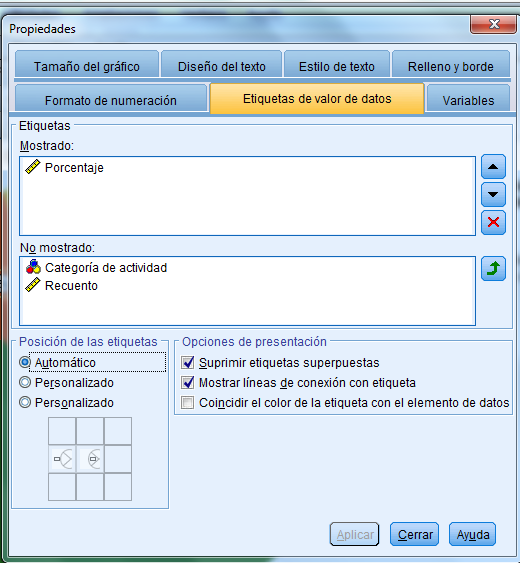 Propiedades
Tamaño del gráfico
Diseño del texto
Estilo de texto
Relleno y borde
Formato de numeración
Etiquetas de valor de datos
Variables
Etiquetas
Mostrado:
Porcentaje
No mostrado:
Categoría de actividad
Recuento
Posición de las etiquetas
Automático
Personalizado
Personalizado
Opciones de presentación
Suprimir etiquetas superpuestas
Mostrar líneas de conexión con etiqueta
Coincidir el color de la etiqueta con el elemento de datos
Aplicar
Cerrar
Ayuda